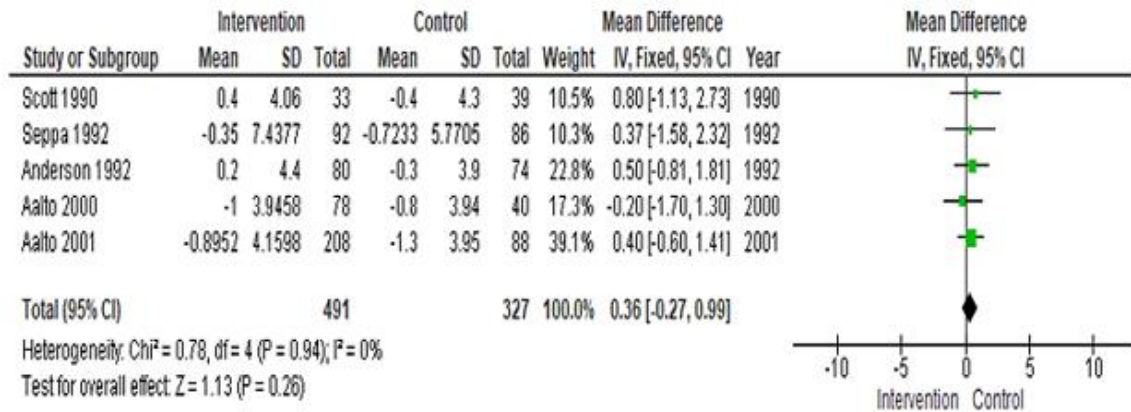 Intervention Control Mean Difference Mean Difference
Study or Subgroup Mean SD Total Mean SD Total Weight IV, Fixed, 95% CI Year IV, Fixed, 95% CI
Scott 1990 0.4 4.06 33 -0.4 4.3 39 10.5% 0.80 [-1.13, 2.73] 1990
Seppa 1992 -0.35 7.4377 92 -0.7233 5.7705 86 10.3% 0.37 [-1.58, 2.32] 1992
Anderson 1992 0.2 4.4 80 -0.3 3.9 74 22.8% 0.50 [-0.81, 1.81] 1992
Aalto 2000 -1 3.9458 78 -0.8 3.94 40 17.3% -0.20 [-1.70, 1.30] 2000
Aalto 2001 -0.8952 4.1598 208 -1.3 3.95 88 39.1% 0.40 [-0.60, 1.41] 2001
Total (95% CI) 491 327 100.0% 0.36 [-0.27, 0.99]
Heterogeneity: Chi² = 0.78, df = 4 (P = 0.94); I² = 0%
Test for overall effect: Z = 1.13 (P = 0.26)
-10 -5 0 5 10
Intervention Control